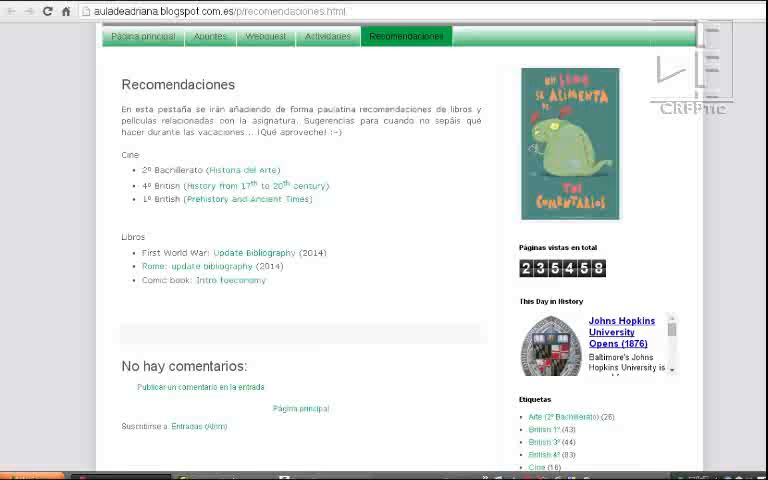 auladeadriana.blogspot.com.es/p/recomendaciones.html
Página principal Apuntes Webquest Actividades Recomendaciones
CREPTIC
Recomendaciones
En esta pestaña se irán añadiendo de forma paulatina recomendaciones de libros y
películas relacionadas con la asignatura. Sugerencias para cuando no sepáis qué
hacer durante las vacaciones... ¡Qué aproveche! :-)
Cine
2º Bachillerato (Historia del Arte)
4º British (History from 17th to 20th century)
1º British (Prehistory and Ancient Times)
Libros
First World War: Update Bibliography (2014)
Rome: update bibliography (2014)
Comic book: Intro toeconomy
No hay comentarios:
Publicar un comentario en la entrada
Página principal
Suscribirse a: Entradas (Atom)
UN BLOG
SE ALIMENTA
DE
TUS
COMENTARIOS
Páginas vistas en total
235458
This Day in History
Johns Hopkins
University
Opens (1876)
Baltimore's Johns
Hopkins University is
Etiquetas
Arte (2º Bachillerato) (26)
British 1º (43)
British 3º (44)
British 4º (83)
Cine (16)